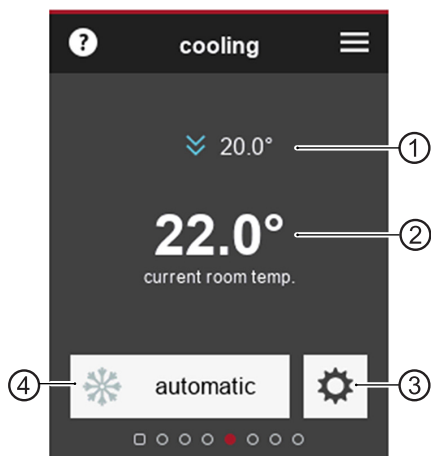 ?
cooling
20.0°
1
22.0°
2
current room temp.
4
automatic
3